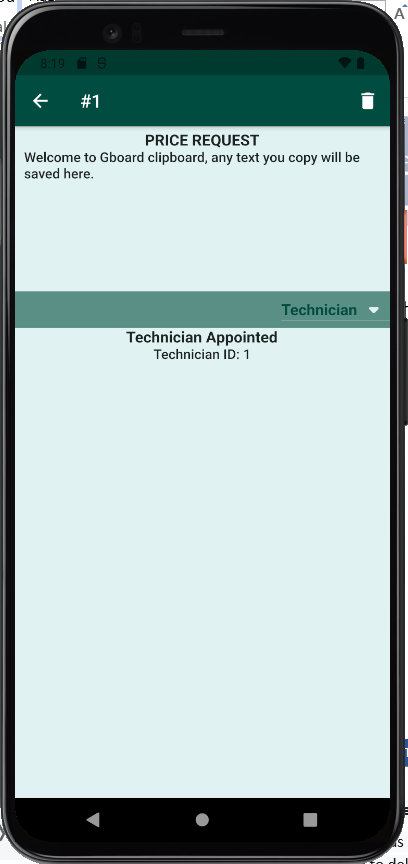 8:19
#1
PRICE REQUEST
Welcome to Gboard clipboard, any text you copy will be
saved here.
Technician
Technician Appointed
Technician ID: 1